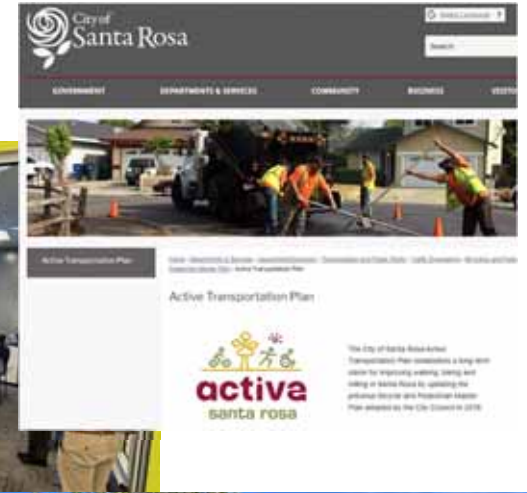 City of
Santa Rosa
Select Language
Search
GOVERNMENT DEPARTMENTS & SERVICES COMMUNITY BUSINESS
Active Transportation Plan
Active Transportation Plan
activa
santa rosa
The City of Santa Rosa Active
Transportation Plan establishes a long-term
vision for improving walking, biking and
rolling in Santa Rosa by updating the
previous Bicycle and Pedestrian Master
Plan adopted by the City Council in